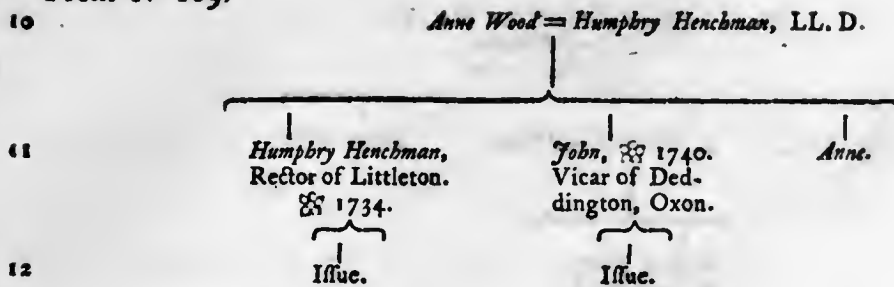 10 Anne Wood = Humphry Henchman, LL. D.
11 Humphry Henchman, John, 1740. Anne.
Rector of Littleton. Vicar of Ded-
1734. dington, Oxon.
12 Iſſue. Iſſue.